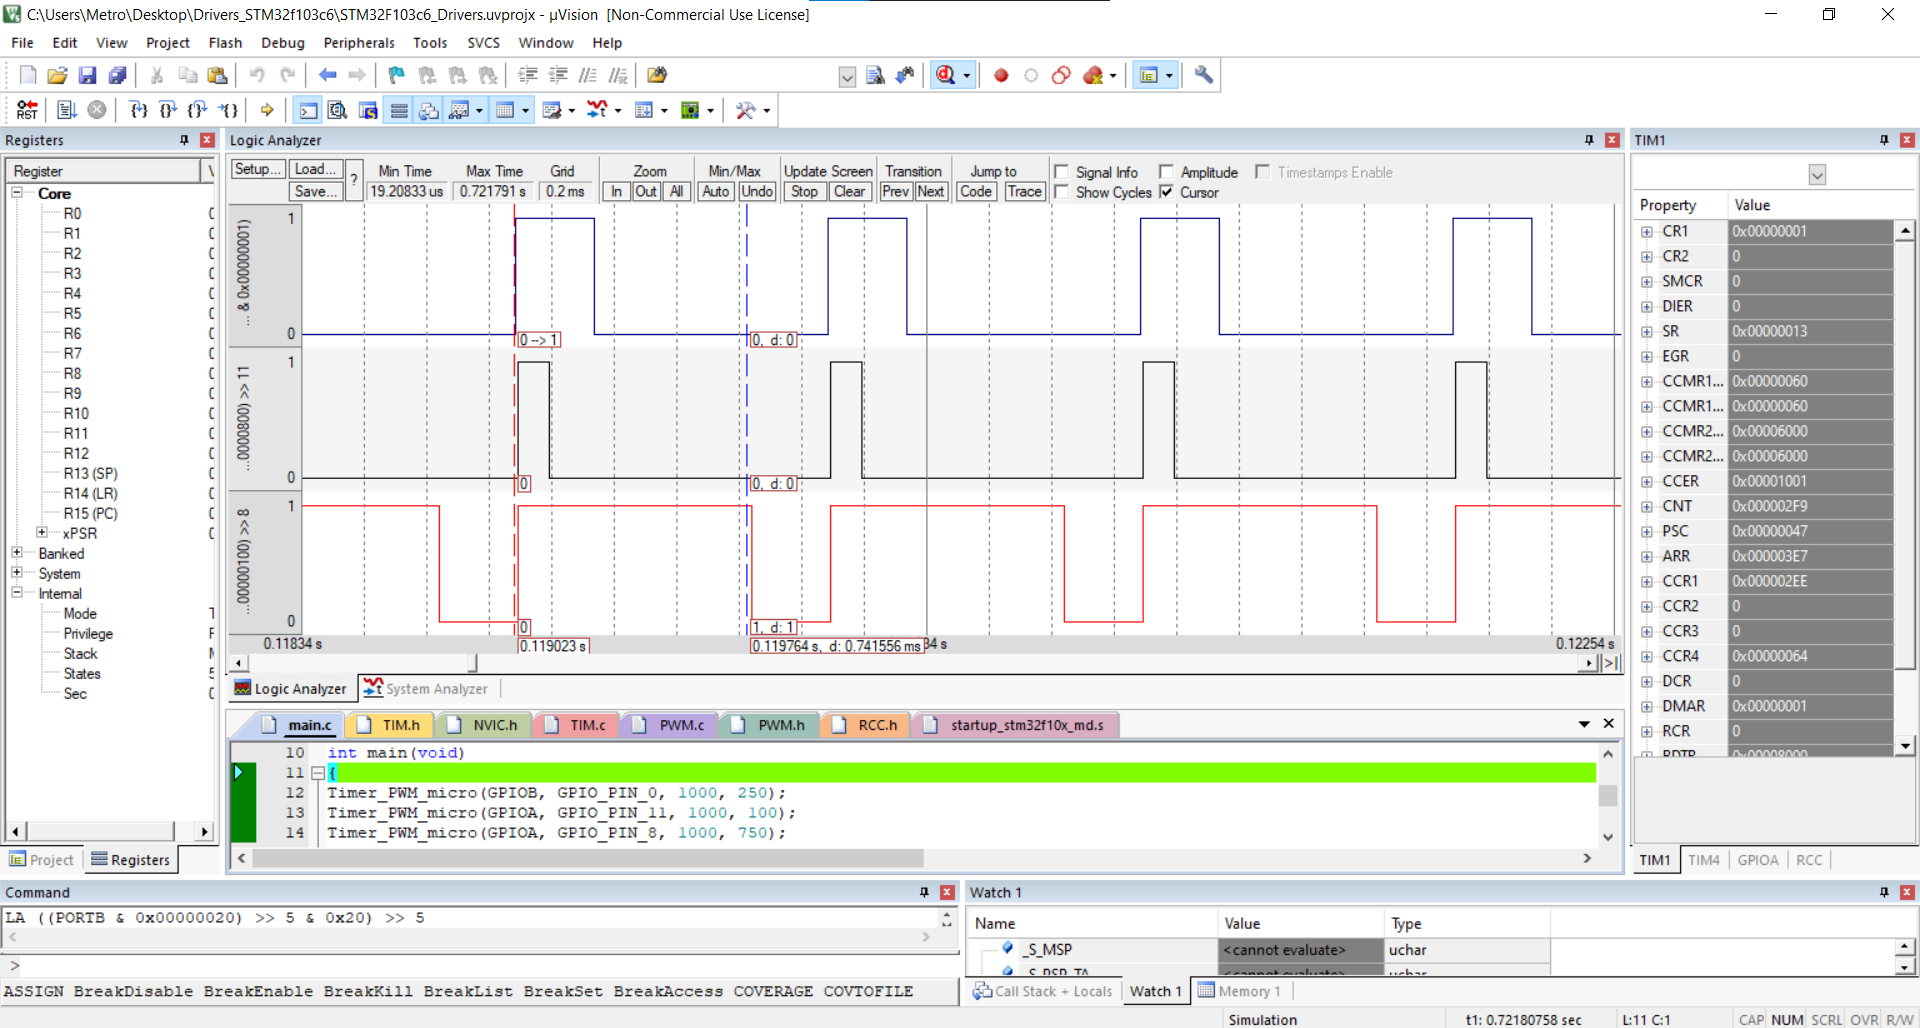 C:\Users\Metro\Desktop\Drivers_STM32f103c6\STM32F103c6_Drivers.uvprojx - µVision [Non-Commercial Use License]
File Edit View Project Flash Debug Peripherals Tools SVCS Window Help
RST
Registers
Register
Core
R0
R1
R2
R3
R4
R5
R6
R7
R8
R9
R10
R11
R12
R13 (SP)
R14 (LR)
R15 (PC)
xPSR
Banked
System
Internal
Mode
Privilege
Stack
States
Sec
Project Registers
Logic Analyzer
Setup... Load... Min Time Max Time Grid Zoom Min/Max Update Screen Transition Jump to Signal Info Amplitude Timestamps Enable
Save... ? 19.20833 us 0.721791 s 0.2 ms In Out All Auto Undo Stop Clear Prev Next Code Trace Show Cycles Cursor
... & 0x00000001)
1
0
0 --> 1
0, d: 0
...0000800) >> 11
1
0
0
0, d: 0
...00000100) >> 8
1
0
0
1, d: 1
0.11834 s 0.119023 s 0.119764 s, d: 0.741556 ms 34 s 0.12254 s
Logic Analyzer System Analyzer
main.c TIM.h NVIC.h TIM.c PWM.c PWM.h RCC.h startup_stm32f10x_md.s
10 int main(void)
11 {
12 Timer_PWM_micro(GPIOB, GPIO_PIN_0, 1000, 250);
13 Timer_PWM_micro(GPIOA, GPIO_PIN_11, 1000, 100);
14 Timer_PWM_micro(GPIOA, GPIO_PIN_8, 1000, 750);
TIM1
Property Value
CR1 0x00000001
CR2 0
SMCR 0
DIER 0
SR 0x00000013
EGR 0
CCMR1... 0x00000060
CCMR1... 0x00000060
CCMR2... 0x00006000
CCMR2... 0x00006000
CCER 0x00001001
CNT 0x000002F9
PSC 0x00000047
ARR 0x000003E7
CCR1 0x000002EE
CCR2 0
CCR3 0
CCR4 0x00000064
DCR 0
DMAR 0x00000001
RCR 0
BDTR 0x00008000
TIM1 TIM4 GPIOA RCC
Command
LA ((PORTB & 0x00000020) >> 5 & 0x20) >> 5
>
ASSIGN BreakDisable BreakEnable BreakKill BreakList BreakSet BreakAccess COVERAGE COVTOFILE
Watch 1
Name Value Type
_S_MSP <cannot evaluate> uchar
_S_PSP_TA <cannot evaluate> uchar
Call Stack + Locals Watch 1 Memory 1
Simulation t1: 0.72180758 sec L:11 C:1 CAP NUM SCRL OVR R/W